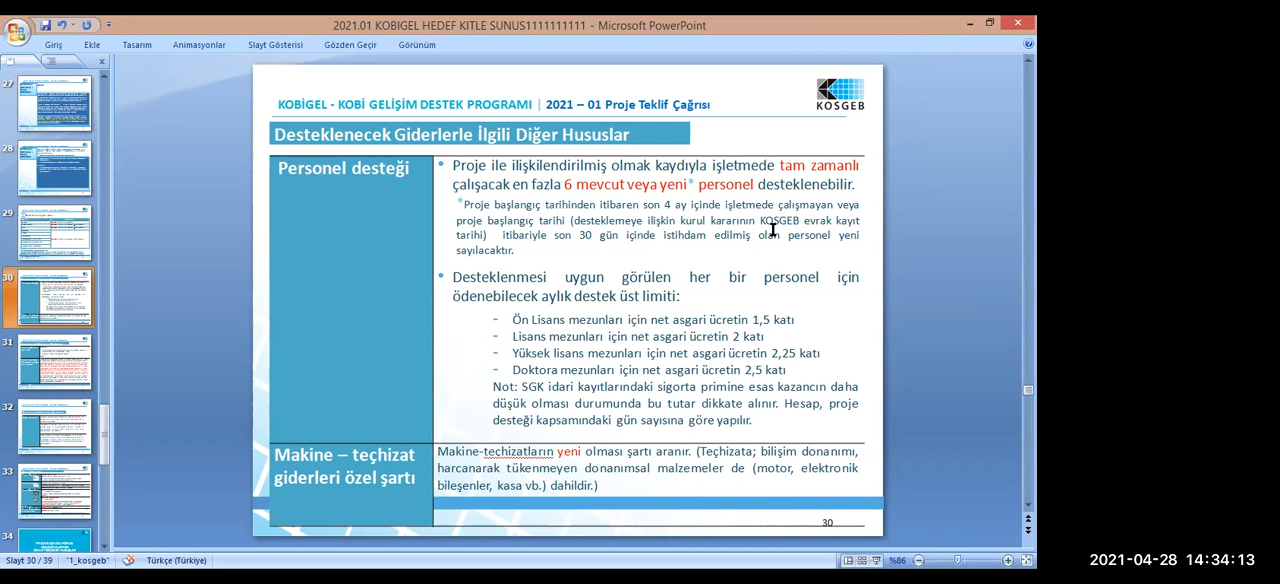 2021.01 KOBIGEL HEDEF KITLE SUNUS1111111111 - Microsoft PowerPoint
Giriş Ekle Tasarım Animasyonlar Slayt Gösterisi Gözden Geçir Görünüm
27
28
29
30
31
32
33
34
KOBİGEL - KOBİ GELİŞİM DESTEK PROGRAMI | 2021 – 01 Proje Teklif Çağrısı
KOSGEB
Desteklenecek Giderlerle İlgili Diğer Hususlar
Personel desteği
• Proje ile ilişkilendirilmiş olmak kaydıyla işletmede tam zamanlı
çalışacak en fazla 6 mevcut veya yeni* personel desteklenebilir.
*Proje başlangıç tarihinden itibaren son 4 ay içinde işletmede çalışmayan veya
proje başlangıç tarihi (desteklemeye ilişkin kurul kararının KOSGEB evrak kayıt
tarihi) itibariyle son 30 gün içinde istihdam edilmiş olan personel yeni
sayılacaktır.
• Desteklenmesi uygun görülen her bir personel için
ödenebilecek aylık destek üst limiti:
- Ön Lisans mezunları için net asgari ücretin 1,5 katı
- Lisans mezunları için net asgari ücretin 2 katı
- Yüksek lisans mezunları için net asgari ücretin 2,25 katı
- Doktora mezunları için net asgari ücretin 2,5 katı
Not: SGK idari kayıtlarındaki sigorta primine esas kazancın daha
düşük olması durumunda bu tutar dikkate alınır. Hesap, proje
desteği kapsamındaki gün sayısına göre yapılır.
Makine – teçhizat
giderleri özel şartı
Makine-teçhizatların yeni olması şartı aranır. (Teçhizata; bilişim donanımı,
harcanarak tükenmeyen donanımsal malzemeler de (motor, elektronik
bileşenler, kasa vb.) dahildir.)
30
Slayt 30 / 39 "1_kosgeb" Türkçe (Türkiye) %86
2021-04-28 14:34:13